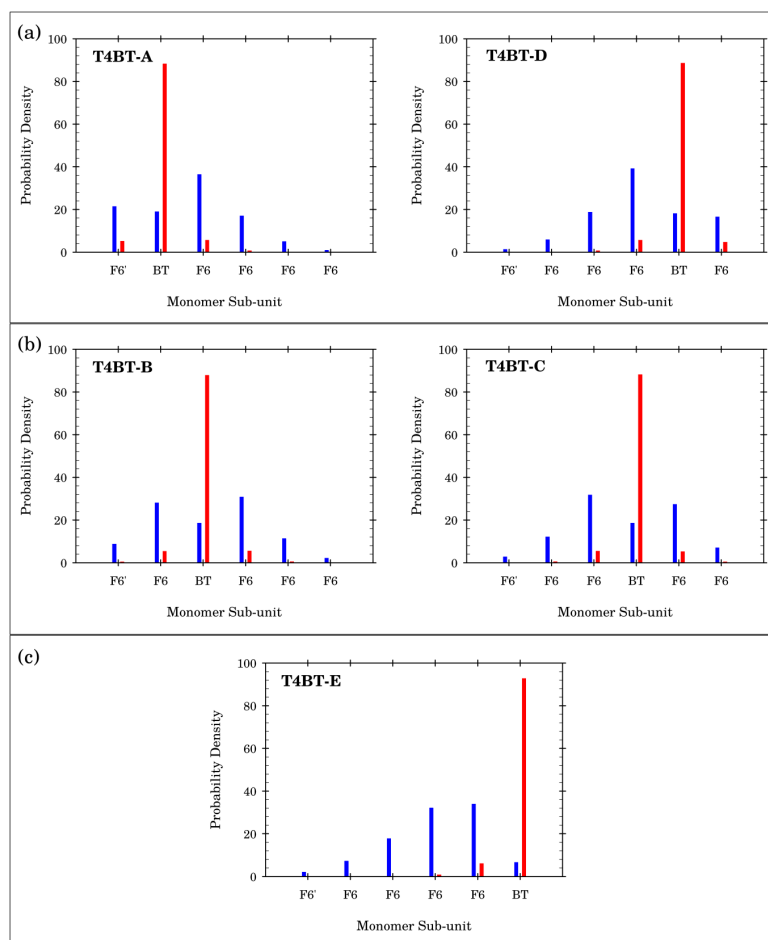 (a)
T4BT-A
Probability Density
100
80
60
40
20
0
F6' BT F6 F6 F6 F6
Monomer Sub-unit
T4BT-D
Probability Density
100
80
60
40
20
0
F6' F6 F6 F6 BT F6
Monomer Sub-unit
(b)
T4BT-B
Probability Density
100
80
60
40
20
0
F6' F6 BT F6 F6 F6
Monomer Sub-unit
T4BT-C
Probability Density
100
80
60
40
20
0
F6' F6 F6 BT F6 F6
Monomer Sub-unit
(c)
T4BT-E
Probability Density
100
80
60
40
20
0
F6' F6 F6 F6 F6 BT
Monomer Sub-unit